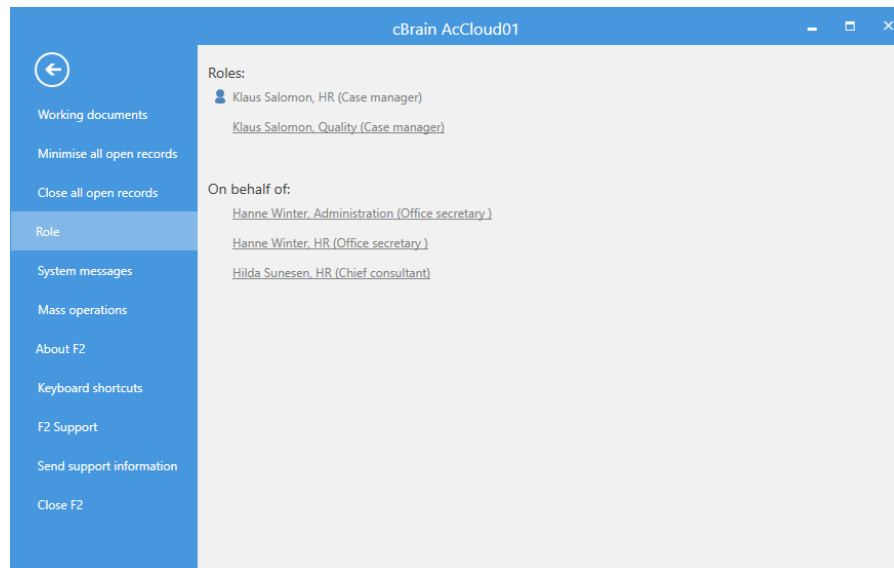 cBrain AcCloud01
Working documents
Minimise all open records
Close all open records
Role
System messages
Mass operations
About F2
Keyboard shortcuts
F2 Support
Send support information
Close F2
Roles:
Klaus Salomon, HR (Case manager)
Klaus Salomon, Quality (Case manager)
On behalf of:
Hanne Winter, Administration (Office secretary )
Hanne Winter, HR (Office secretary )
Hilda Sunesen, HR (Chief consultant)